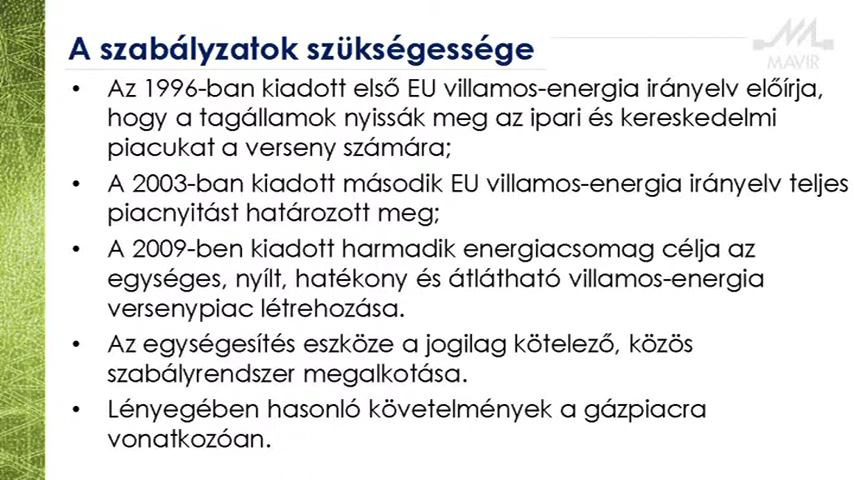 A szabályzatok szükségessége
MAVIR
• Az 1996-ban kiadott első EU villamos-energia irányelv előírja,
hogy a tagállamok nyissák meg az ipari és kereskedelmi
piacukat a verseny számára;
• A 2003-ban kiadott második EU villamos-energia irányelv teljes
piacnyitást határozott meg;
• A 2009-ben kiadott harmadik energiacsomag célja az
egységes, nyílt, hatékony és átlátható villamos-energia
versenypiac létrehozása.
• Az egységesítés eszköze a jogilag kötelező, közös
szabályrendszer megalkotása.
• Lényegében hasonló követelmények a gázpiacra
vonatkozóan.